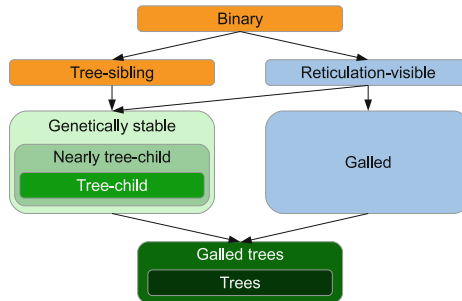 Binary
Tree-sibling
Reticulation-visible
Genetically stable
Nearly tree-child
Tree-child
Galled
Galled trees
Trees